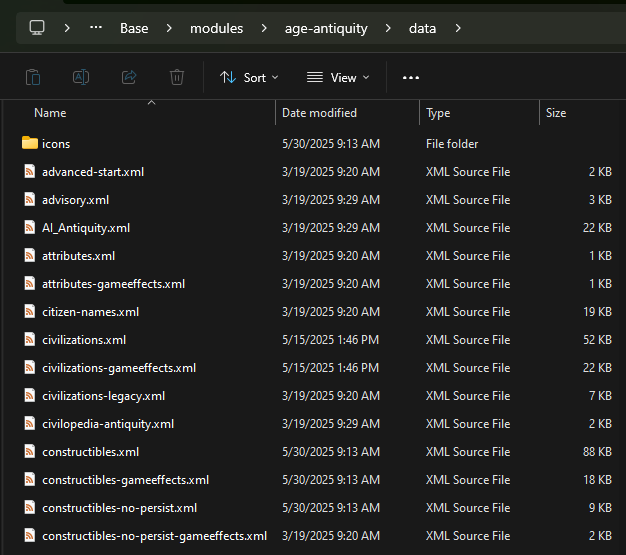 … Base modules age-antiquity data
Sort View
Name Date modified Type Size
icons 5/30/2025 9:13 AM File folder
advanced-start.xml 3/19/2025 9:20 AM XML Source File 2 KB
advisory.xml 3/19/2025 9:29 AM XML Source File 3 KB
AI_Antiquity.xml 3/19/2025 9:29 AM XML Source File 22 KB
attributes.xml 3/19/2025 9:20 AM XML Source File 1 KB
attributes-gameeffects.xml 3/19/2025 9:20 AM XML Source File 1 KB
citizen-names.xml 3/19/2025 9:20 AM XML Source File 19 KB
civilizations.xml 5/15/2025 1:46 PM XML Source File 52 KB
civilizations-gameeffects.xml 5/15/2025 1:46 PM XML Source File 22 KB
civilizations-legacy.xml 3/19/2025 9:20 AM XML Source File 7 KB
civilopedia-antiquity.xml 3/19/2025 9:29 AM XML Source File 2 KB
constructibles.xml 5/30/2025 9:13 AM XML Source File 88 KB
constructibles-gameeffects.xml 5/30/2025 9:13 AM XML Source File 18 KB
constructibles-no-persist.xml 5/30/2025 9:13 AM XML Source File 9 KB
constructibles-no-persist-gameeffects.xml 3/19/2025 9:20 AM XML Source File 2 KB